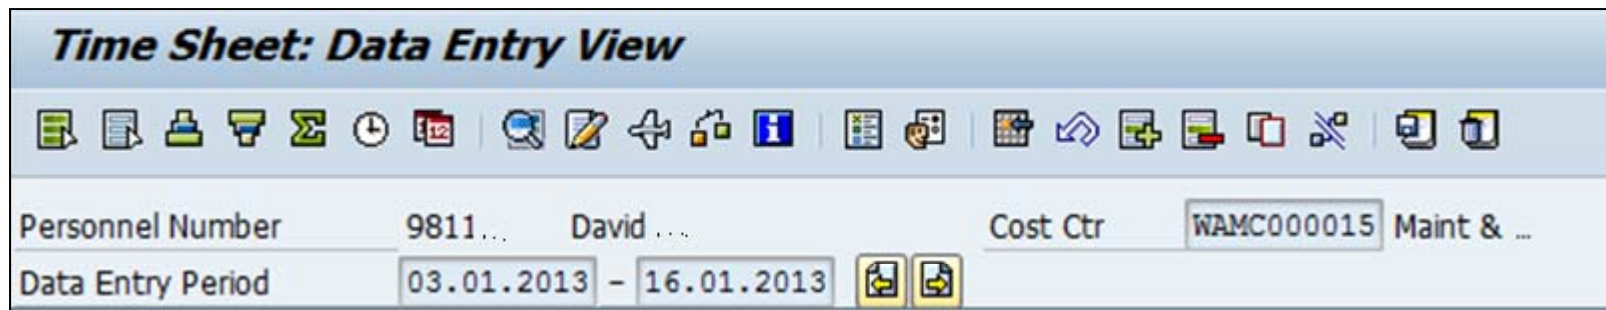 Time Sheet: Data Entry View
12
Personnel Number 9811... David ... Cost Ctr WAMC000015 Maint & ...
Data Entry Period 03.01.2013 - 16.01.2013